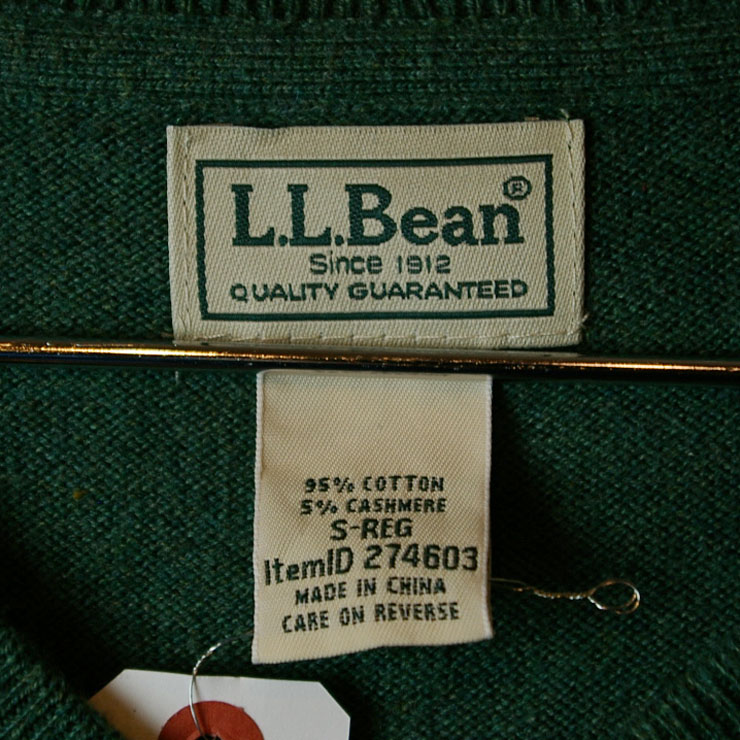 L.L.Bean®
Since 1912
QUALITY GUARANTEED
95% COTTON
5% CASHMERE
S-REG
ItemID 274603
MADE IN CHINA
CARE ON REVERSE